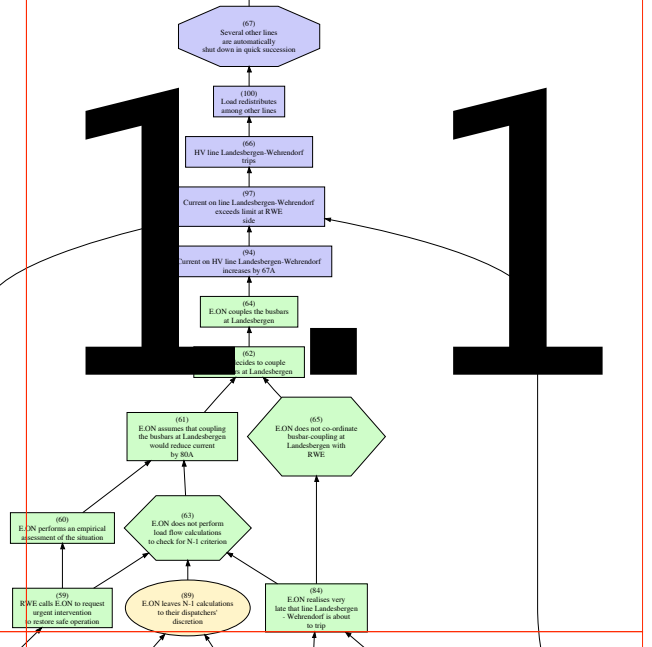 (67)
Several other lines
are automatically
shut down in quick succession
(100)
Load redistributes
among other lines
(66)
HV line Landesbergen-Wehrendorf
trips
(97)
Current on line Landesbergen-Wehrendorf
exceeds limit at RWE
side
(94)
Current on HV line Landesbergen-Wehrendorf
increases by 67A
(64)
E.ON couples the busbars
at Landesbergen
1.1
(62)
to couple
at Landesbergen
(61)
E.ON assumes that coupling
the busbars at Landesbergen
would reduce current
by 80A
(65)
E.ON does not co-ordinate
busbar-coupling at
Landesbergen with
RWE
(60)
E.ON performs an empirical
assessment of the situation
(63)
E.ON does not perform
load flow calculations
to check for N-1 criterion
(59)
RWE calls E.ON to request
urgent intervention
to restore safe operation
(89)
E.ON leaves N-1 calculations
to their dispatchers'
discretion
(84)
E.ON realises very
late that line Landesbergen
- Wehrendorf is about
to trip